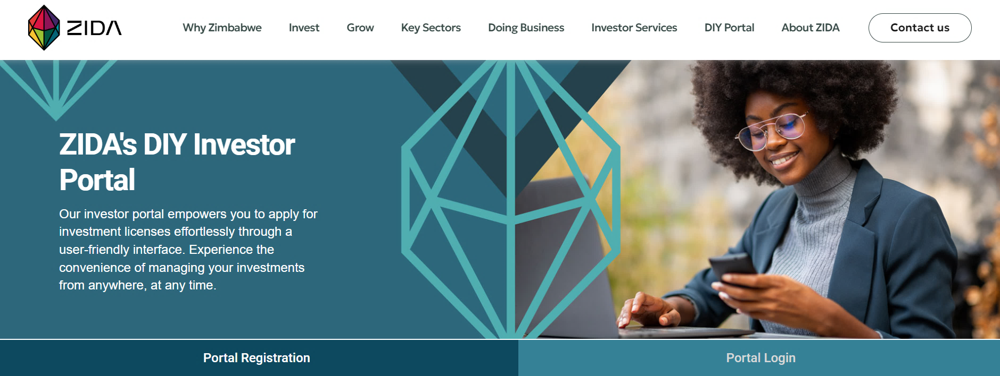 ZIDA
Why Zimbabwe
Invest
Grow
Key Sectors
Doing Business
Investor Services
DIY Portal
About ZIDA
Contact us
ZIDA's DIY Investor
Portal
Our investor portal empowers you to apply for
investment licenses effortlessly through a
user-friendly interface. Experience the
convenience of managing your investments
from anywhere, at any time.
Portal Registration
Portal Login